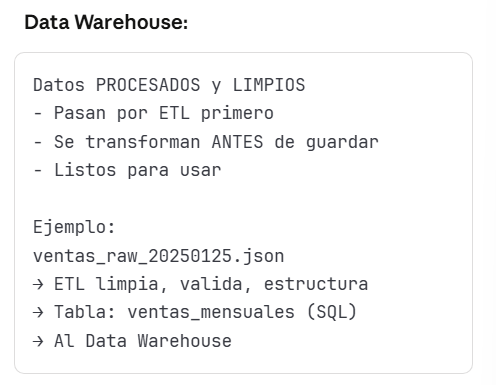 Data Warehouse:
Datos PROCESADOS y LIMPIOS
- Pasan por ETL primero
- Se transforman ANTES de guardar
- Listos para usar
Ejemplo:
ventas_raw_20250125.json
→ ETL limpia, valida, estructura
→ Tabla: ventas_mensuales (SQL)
→ Al Data Warehouse